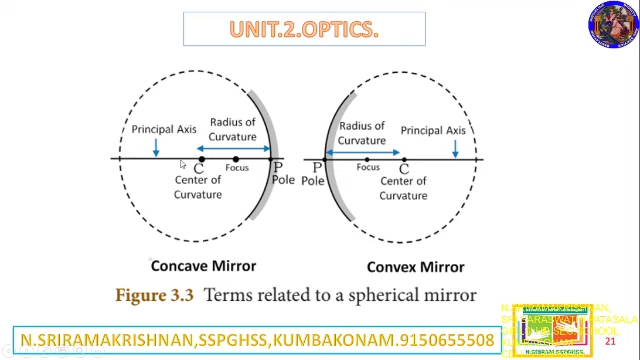 UNIT.2.OPTICS.
Principal Axis
Radius of
Curvature
C
Focus
P
Center of
Curvature
Pole
Concave Mirror
Radius of
Curvature
Principal Axis
P
Focus
C
Pole
Center of
Curvature
Convex Mirror
Figure 3.3 Terms related to a spherical mirror
N.SRIRAMAKRISHNAN,SSPGHSS,KUMBAKONAM.9150655508
N.SRIRAMAKRISHNAN,
21